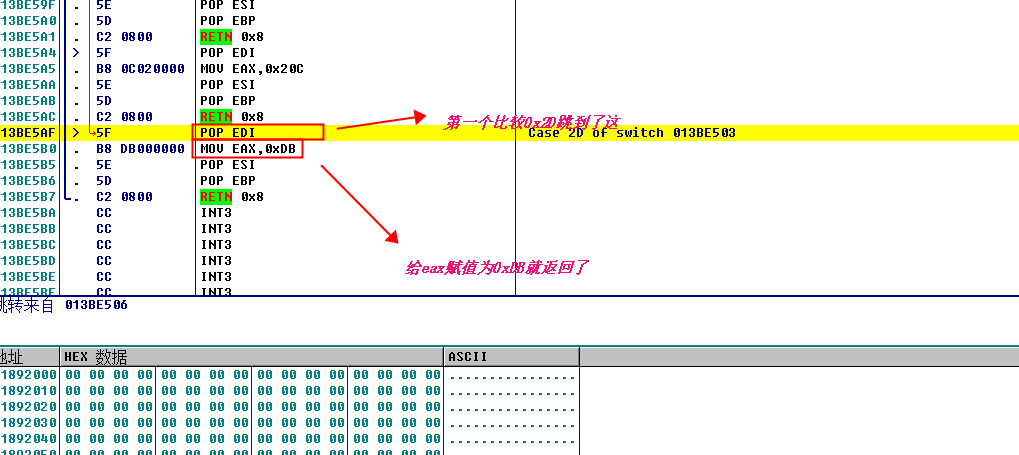 13BE59F . 5E POP ESI
13BE5A0 . 5D POP EBP
13BE5A1 . C2 0800 RETN 0x8
13BE5A4 > 5F POP EDI
13BE5A5 . B8 0C020000 MOV EAX,0x20C
13BE5AA . 5E POP ESI
13BE5AB . 5D POP EBP
13BE5AC . C2 0800 RETN 0x8
13BE5AF > 5F POP EDI Case 2D of switch 013BE503
第一个比较0x2D跳到了这
13BE5B0 . B8 DB000000 MOV EAX,0xDB
13BE5B5 . 5E POP ESI
13BE5B6 . 5D POP EBP
13BE5B7 . C2 0800 RETN 0x8
13BE5BA CC INT3
13BE5BB CC INT3
13BE5BC CC INT3
13BE5BD CC INT3
给eax赋值为0xDB就返回了
13BE5BE CC INT3
13BE5BF CC INT3
跳转来自 013BE506
地址 HEX 数据 ASCII
1892000 00 00 00 00 00 00 00 00 00 00 00 00 00 00 00 00 ................
1892010 00 00 00 00 00 00 00 00 00 00 00 00 00 00 00 00 ................
1892020 00 00 00 00 00 00 00 00 00 00 00 00 00 00 00 00 ................
1892030 00 00 00 00 00 00 00 00 00 00 00 00 00 00 00 00 ................
1892040 00 00 00 00 00 00 00 00 00 00 00 00 00 00 00 00 ................